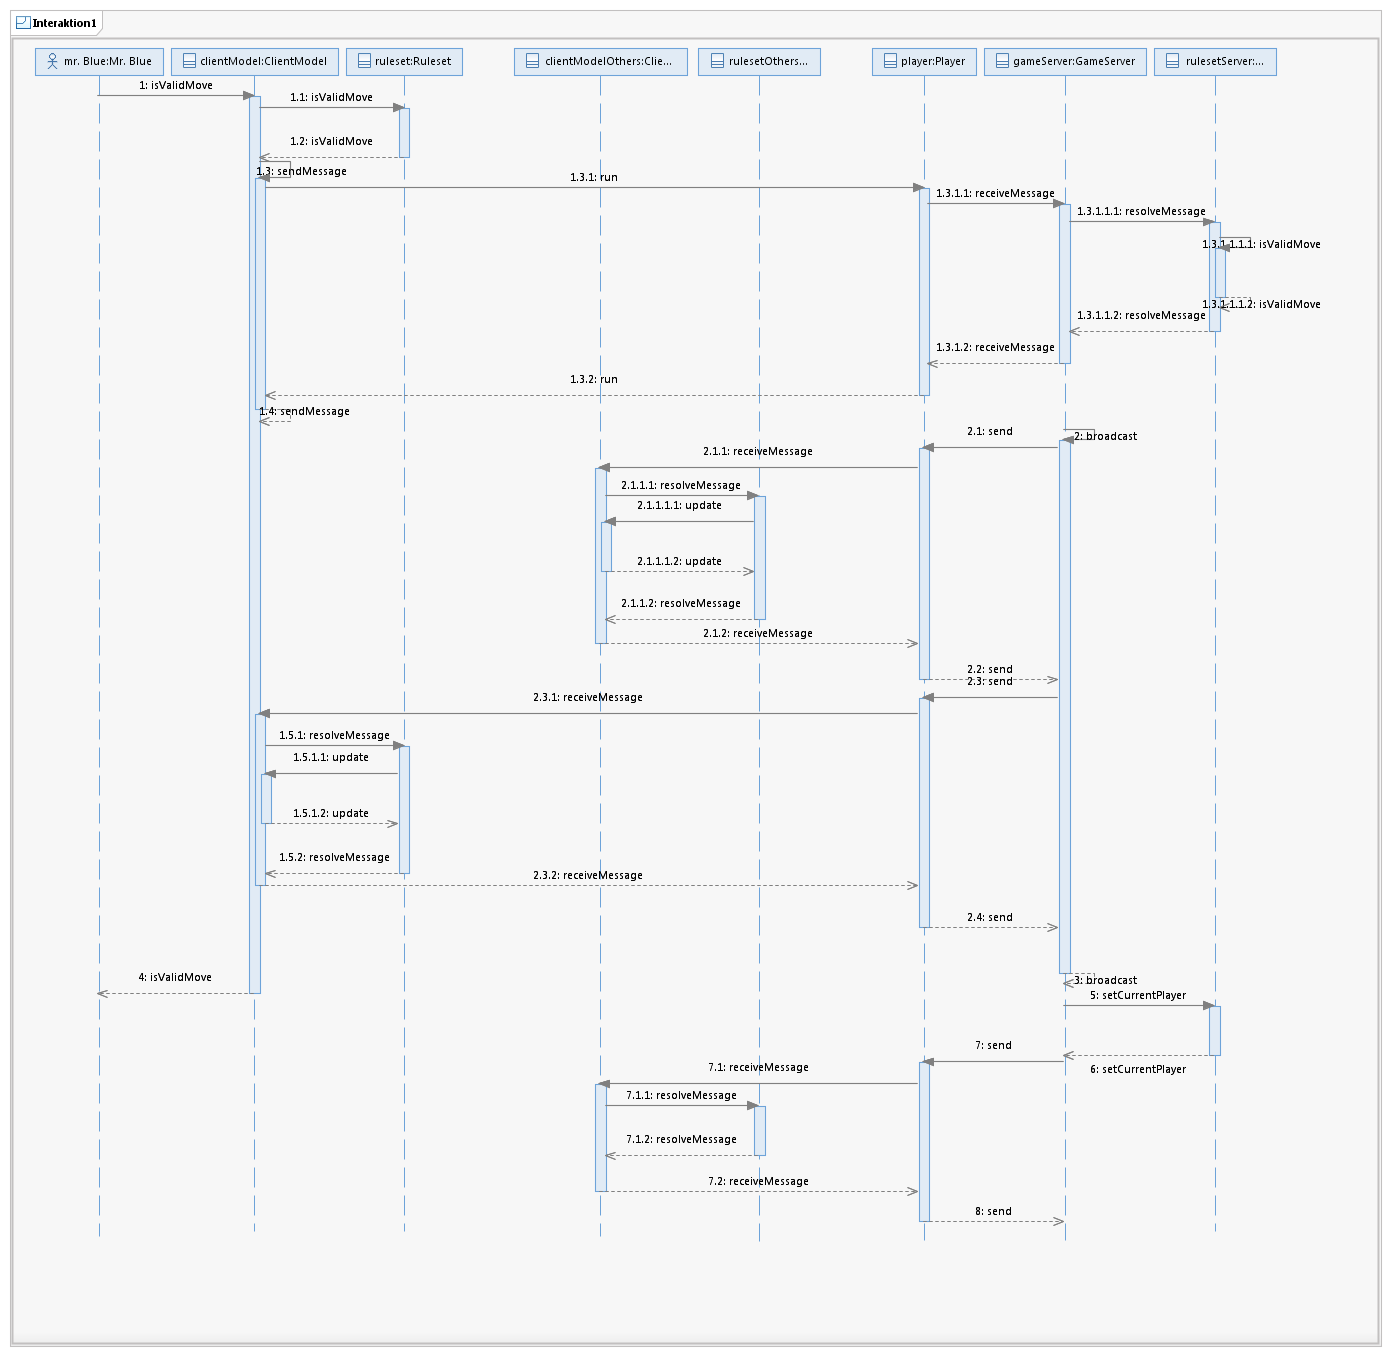 Interaktion1
mr. Blue:Mr. Blue
clientModel:ClientModel
ruleset:Ruleset
clientModelOthers:Clie...
rulesetOthers...
player:Player
gameServer:GameServer
rulesetServer:...
1: isValidMove
1.1: isValidMove
1.2: isValidMove
1.3: sendMessage
1.3.1: run
1.3.1.1: receiveMessage
1.3.1.1.1: resolveMessage
1.3.1.1.1.1: isValidMove
1.3.1.1.1.2: isValidMove
1.3.1.1.2: resolveMessage
1.3.1.2: receiveMessage
1.3.2: run
1.4: sendMessage
2.1: send
2: broadcast
2.1.1: receiveMessage
2.1.1.1: resolveMessage
2.1.1.1.1: update
2.1.1.1.2: update
2.1.1.2: resolveMessage
2.1.2: receiveMessage
2.2: send
2.3: send
2.3.1: receiveMessage
1.5.1: resolveMessage
1.5.1.1: update
1.5.1.2: update
1.5.2: resolveMessage
2.3.2: receiveMessage
2.4: send
4: isValidMove
3: broadcast
5: setCurrentPlayer
7: send
6: setCurrentPlayer
7.1: receiveMessage
7.1.1: resolveMessage
7.1.2: resolveMessage
7.2: receiveMessage
8: send